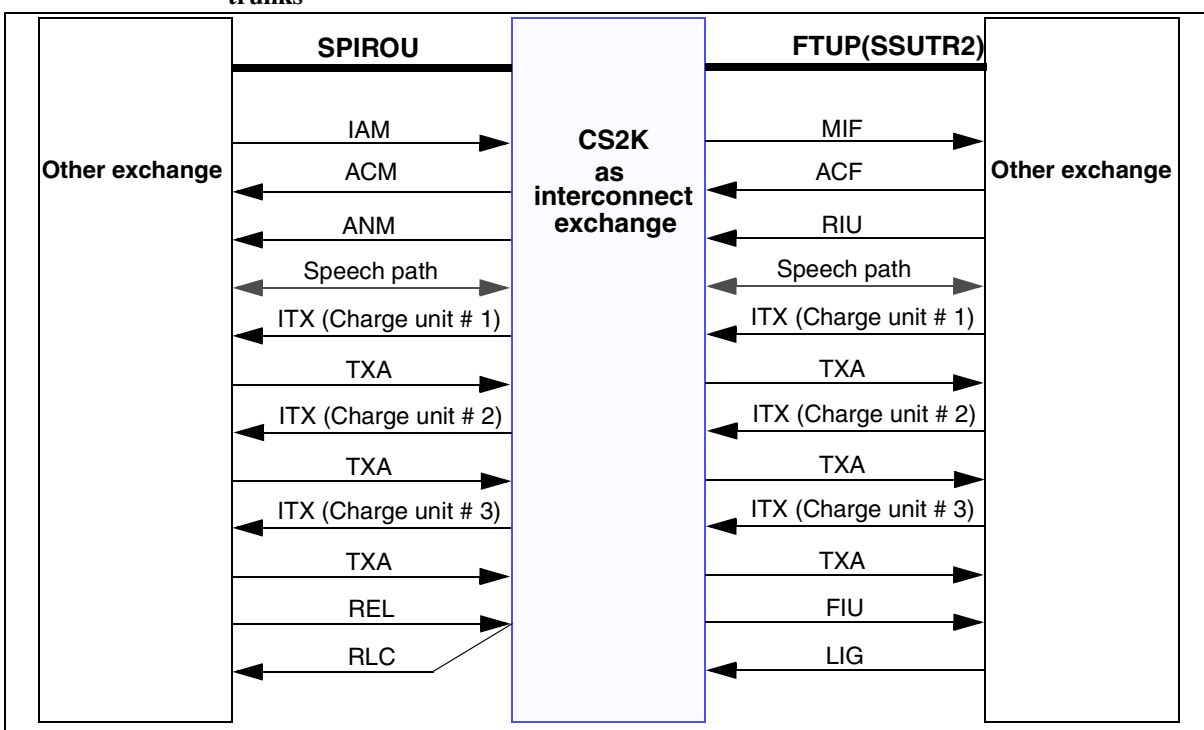 trunks
SPIROU
FTUP(SSUTR2)
IAM
MIF
CS2K
as
interconnect
exchange
Other exchange
Other exchange
ACM
ACF
ANM
RIU
Speech path
Speech path
ITX (Charge unit # 1)
ITX (Charge unit # 1)
TXA
TXA
ITX (Charge unit # 2)
ITX (Charge unit # 2)
TXA
TXA
ITX (Charge unit # 3)
ITX (Charge unit # 3)
TXA
TXA
REL
FIU
RLC
LIG